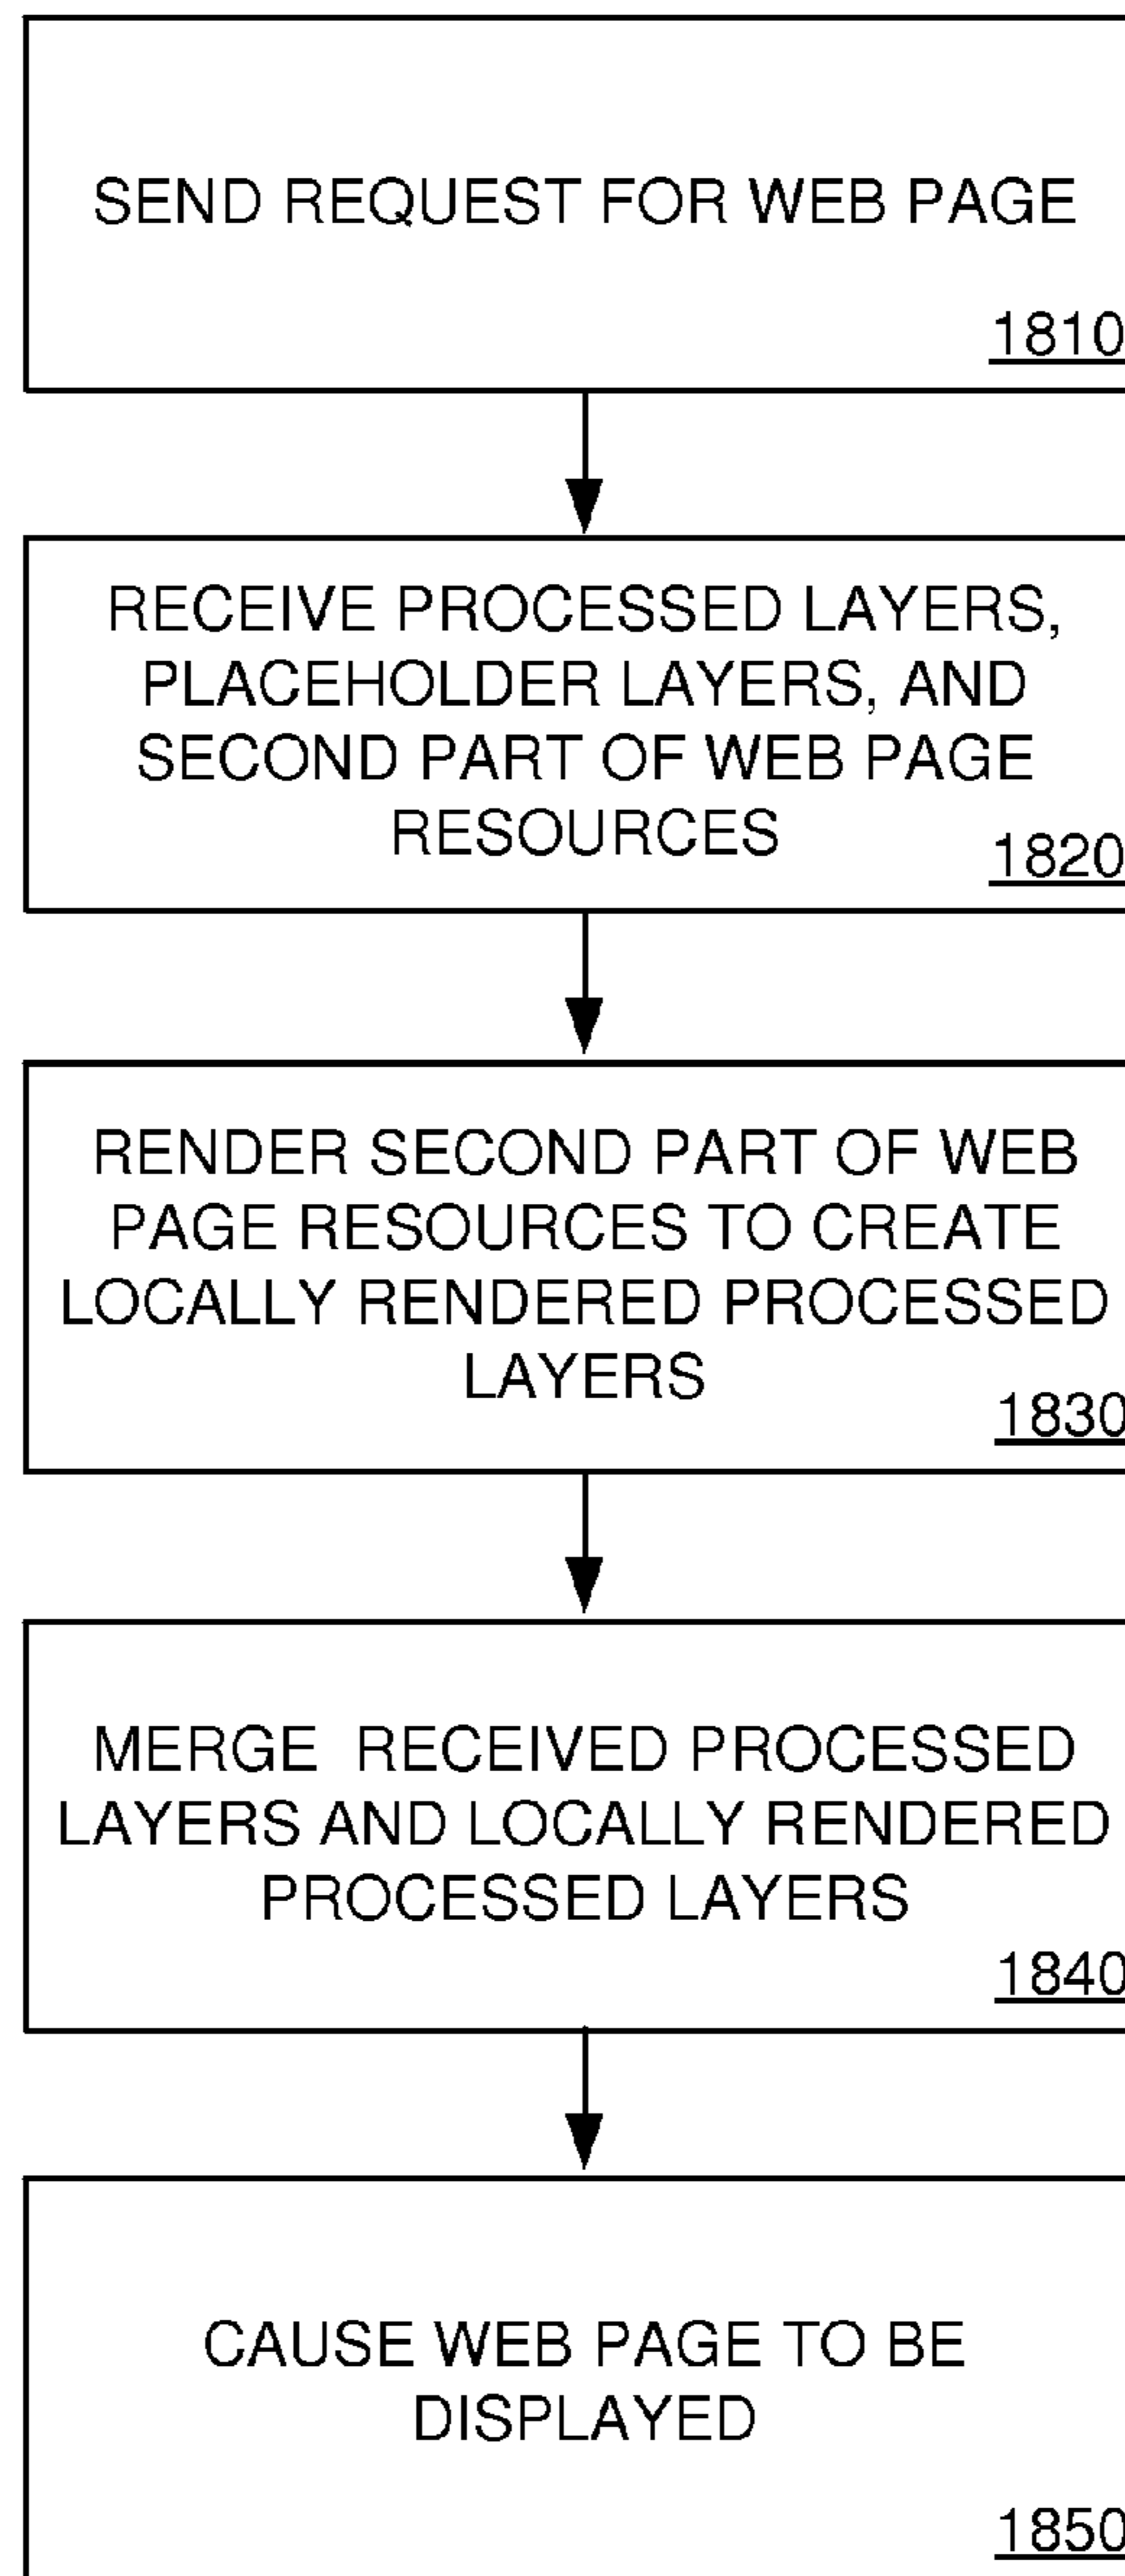 SEND REQUEST FOR WEB PAGE
1810
RECEIVE PROCESSED LAYERS,
PLACEHOLDER LAYERS, AND
SECOND PART OF WEB PAGE
RESOURCES
1820
RENDER SECOND PART OF WEB
PAGE RESOURCES TO CREATE
LOCALLY RENDERED PROCESSED
LAYERS
1830
MERGE  RECEIVED PROCESSED
LAYERS AND LOCALLY RENDERED
PROCESSED LAYERS
1840
CAUSE WEB PAGE TO BE
DISPLAYED
1850